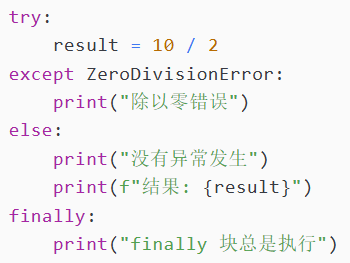 try:
    result = 10 / 2
except ZeroDivisionError:
    print("除以零错误")
else:
    print("没有异常发生")
    print(f"结果: {result}")
finally:
    print("finally 块总是执行")